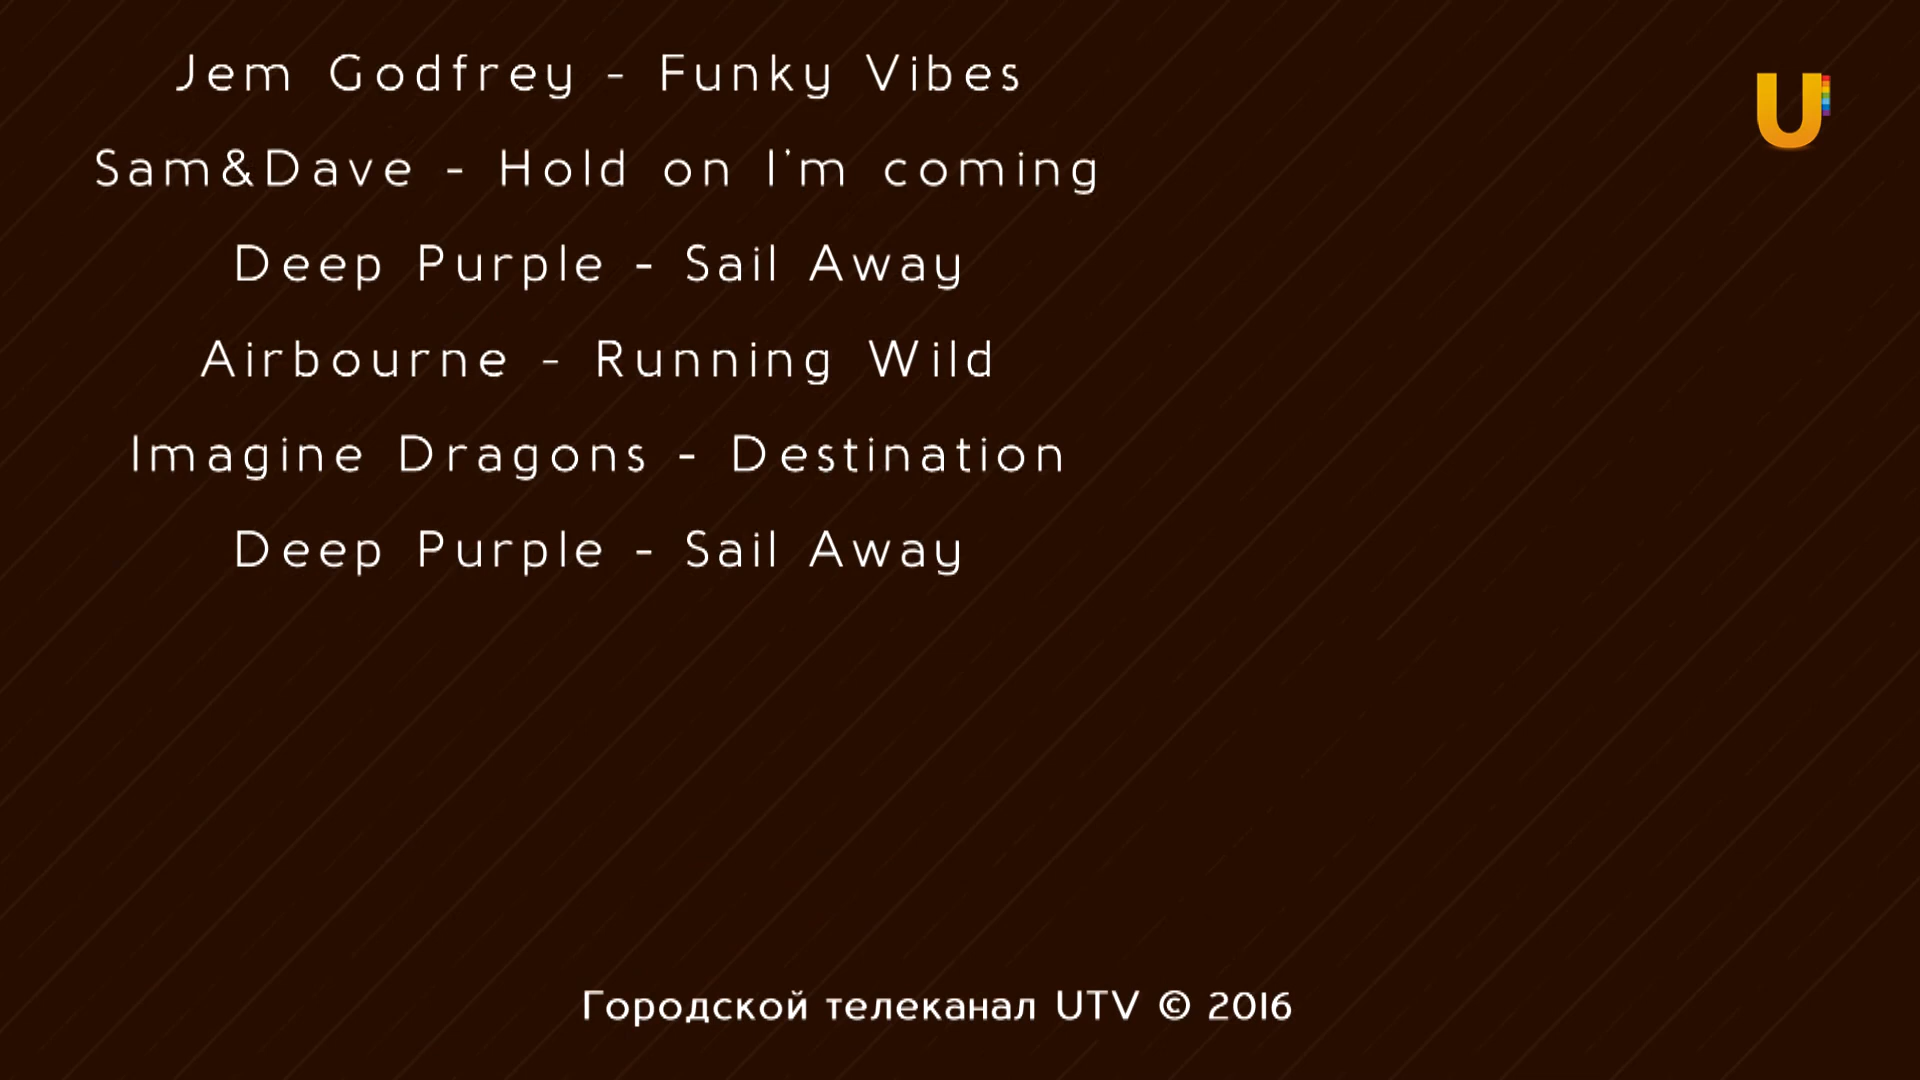 Jem Godfrey - Funky Vibes
Sam&Dave - Hold on I'm coming
Deep Purple - Sail Away
Airbourne - Running Wild
Imagine Dragons - Destination
Deep Purple - Sail Away
Городской телеканал UTV © 2016
U